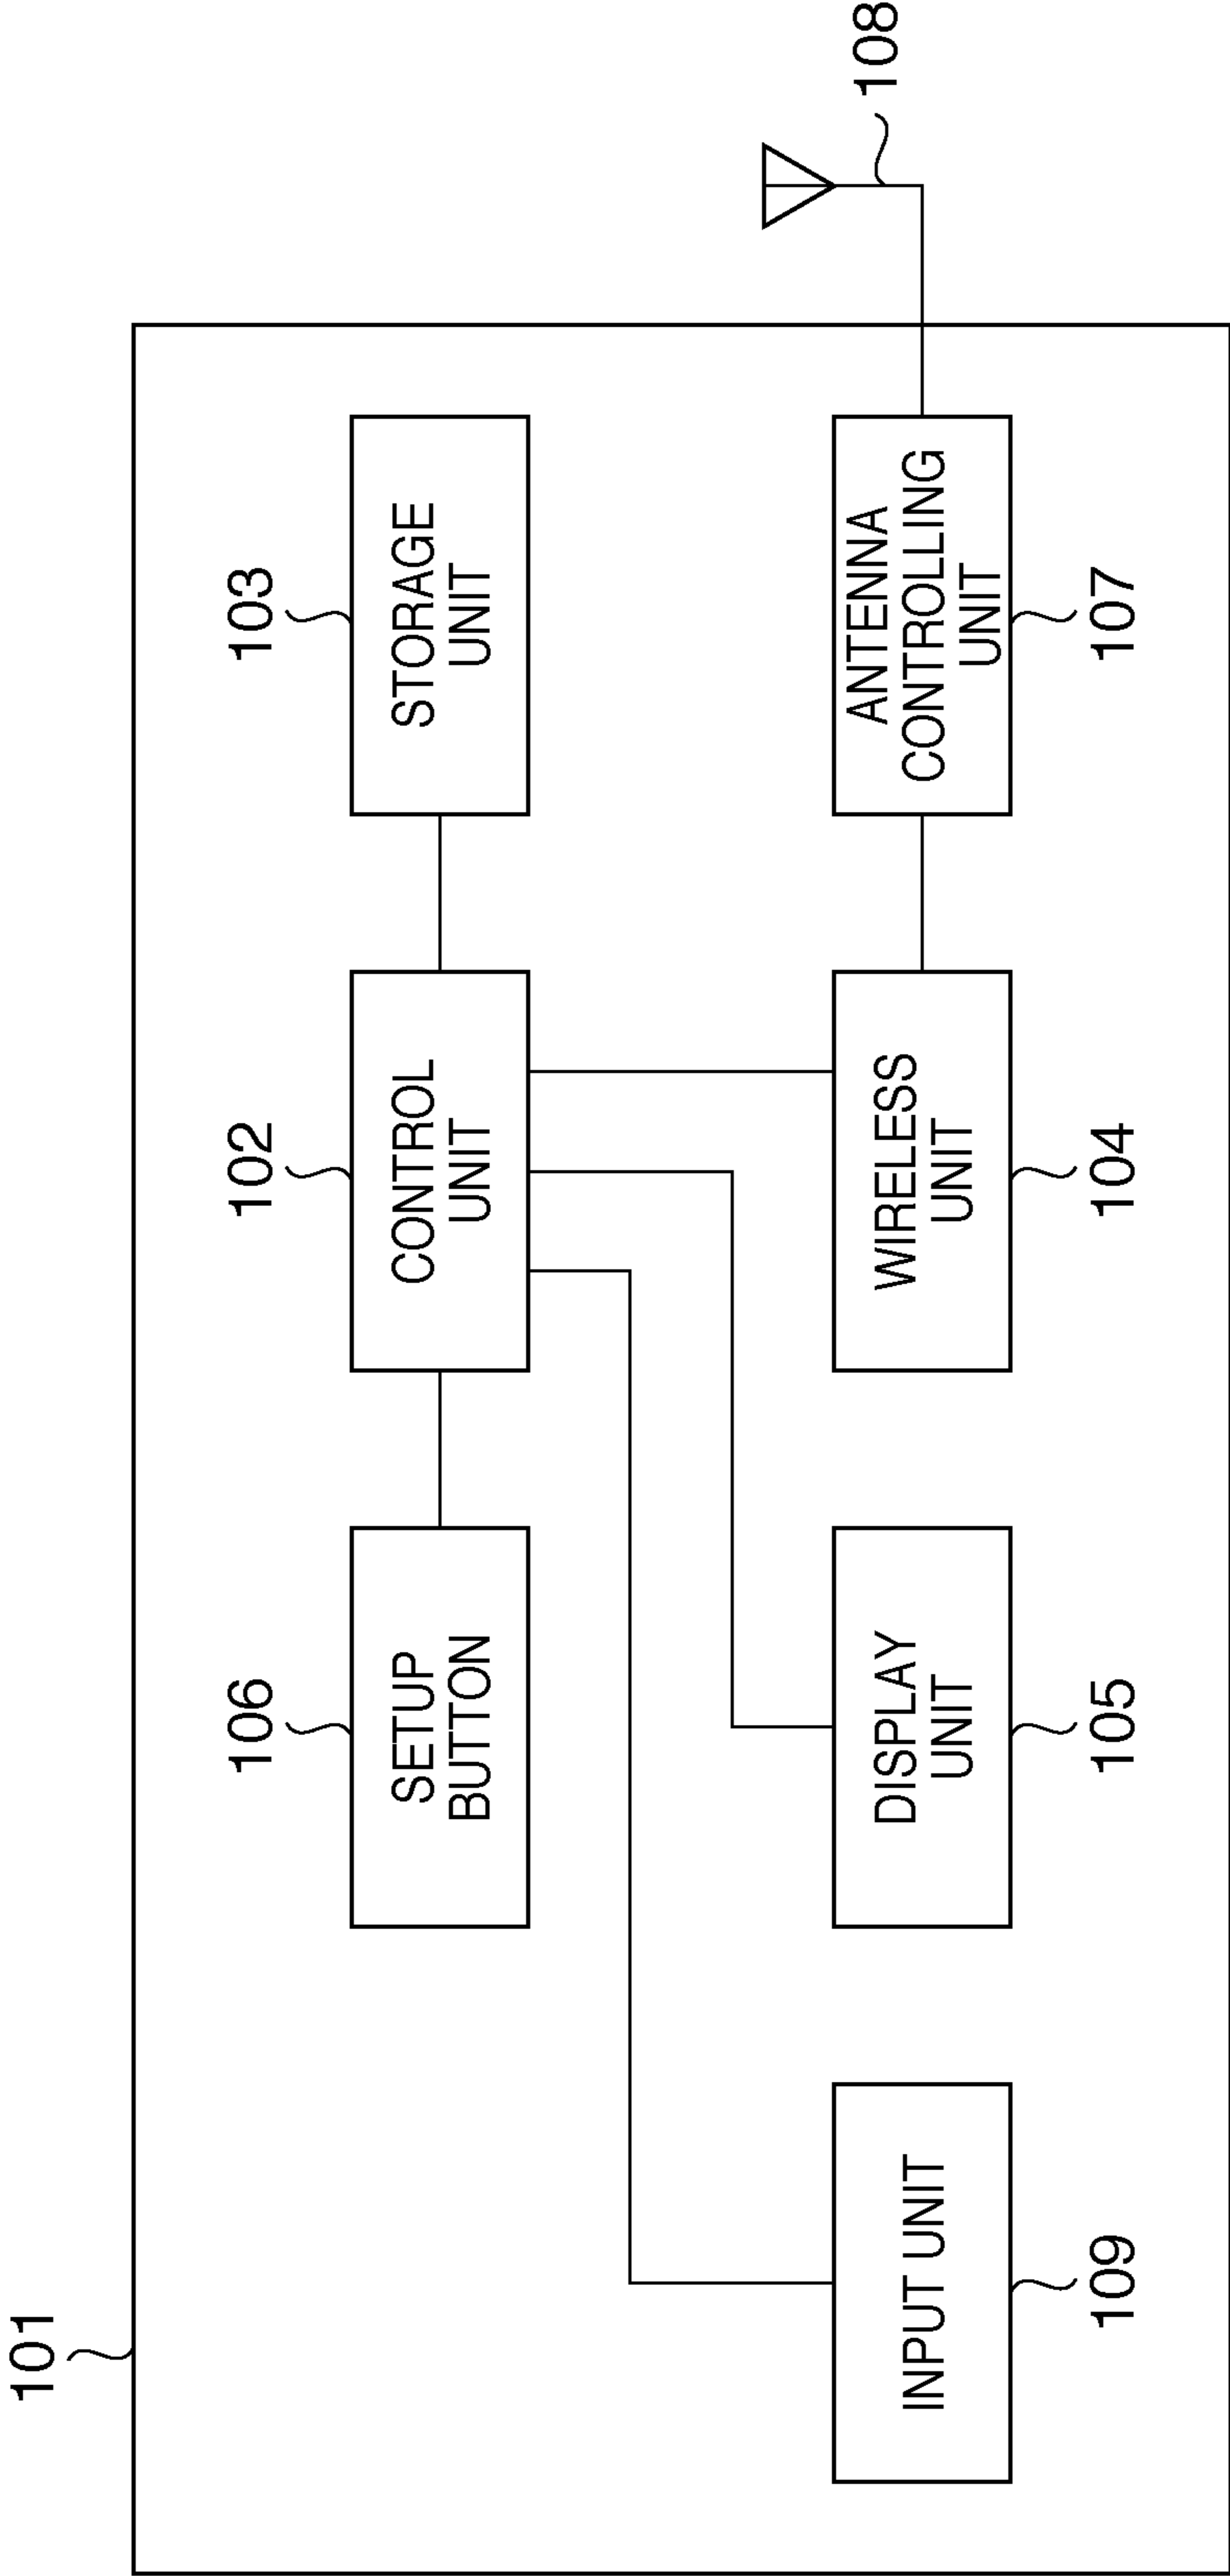 101
106
102
103
SETUP
BUTTON
CONTROL
UNIT
STORAGE
UNIT
108
INPUT UNIT
DISPLAY
UNIT
WIRELESS
UNIT
ANTENNA
CONTROLLING
UNIT
109
105
104
107